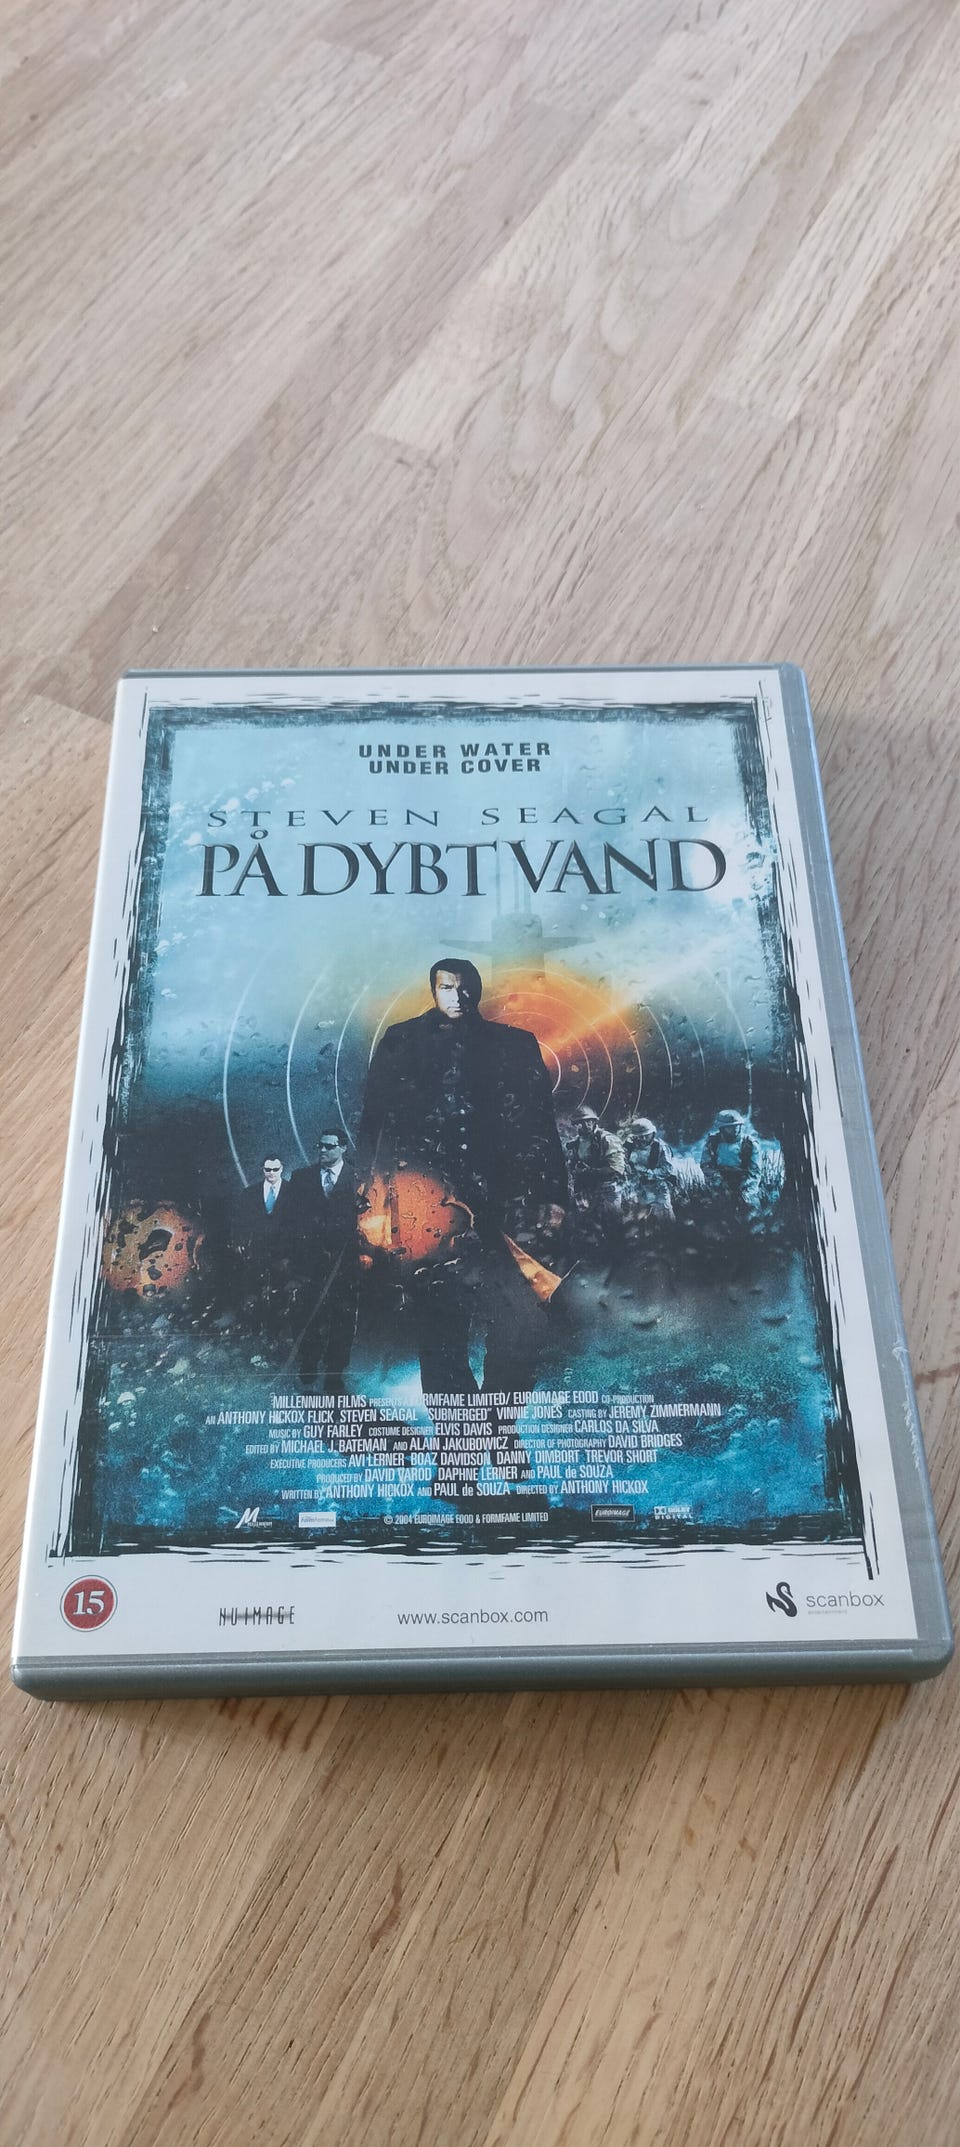 UNDER WATER
UNDER COVER
STEVEN SEAGAL
PÅ DYBT VAND
MILLENNIUM FILMS PRESENTS A FORMFAME LIMITED/ EUROIMAGE EOOD CO-PRODUCTION
AN ANTHONY HICKOX FLICK STEVEN SEAGAL "SUBMERGED" VINNIE JONES CASTING BY JEREMY ZIMMERMANN
MUSIC BY GUY FARLEY COSTUME DESIGNER ELVIS DAVIS PRODUCTION DESIGNER CARLOS DA SILVA
EDITED BY MICHAEL J. BATEMAN AND ALAIN JAKUBOWICZ DIRECTOR OF PHOTOGRAPHY DAVID BRIDGES
EXECUTIVE PRODUCERS AVI LERNER BOAZ DAVIDSON DANNY DIMBORT TREVOR SHORT
PRODUCED BY DAVID VAROD DAPHNE LERNER AND PAUL de SOUZA
WRITTEN BY ANTHONY HICKOX AND PAUL de SOUZA DIRECTED BY ANTHONY HICKOX
© 2004 EUROIMAGE EOOD & FORMFAME LIMITED EUROIMAGE DOLBY DIGITAL
15 NU IMAGE www.scanbox.com scanbox
entertainment